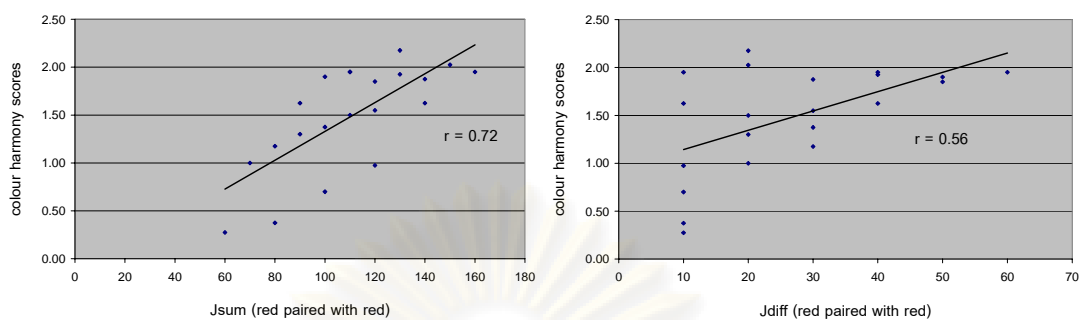 2.50
2.00
1.50
1.00
0.50
0.00
colour harmony scores
r = 0.72
0 20 40 60 80 100 120 140 160 180
Jsum (red paired with red)
2.50
2.00
1.50
1.00
0.50
0.00
colour harmony scores
r = 0.56
0 10 20 30 40 50 60 70
Jdiff (red paired with red)